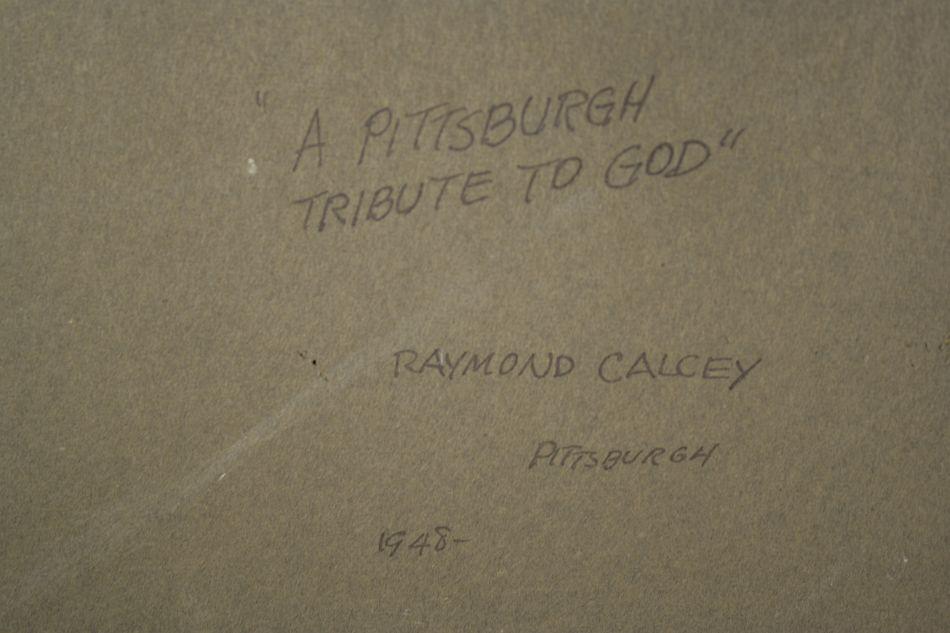 "A PITTSBURGH
TRIBUTE TO GOD"
RAYMOND CALCEY
PITTSBURGH
1948-